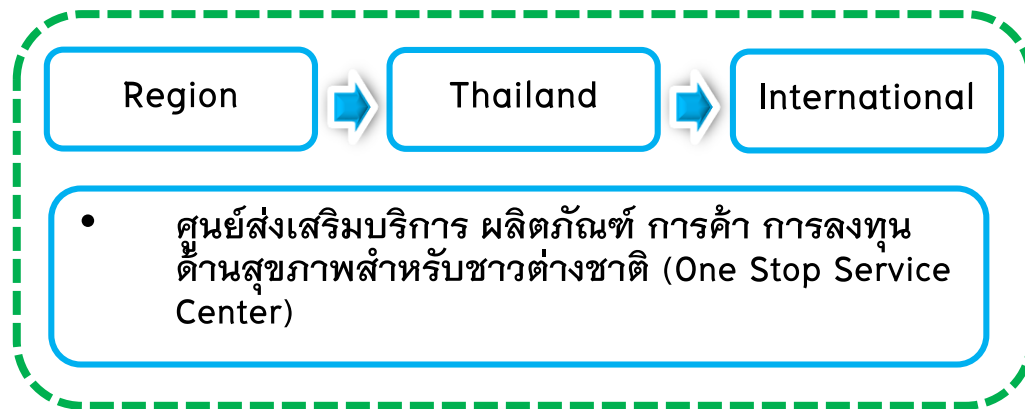 Region
Thailand
International
• ศูนย์ส่งเสริมบริการ ผลิตภัณฑ์ การค้า การลงทุน
ด้านสุขภาพสำหรับชาวต่างชาติ (One Stop Service
Center)